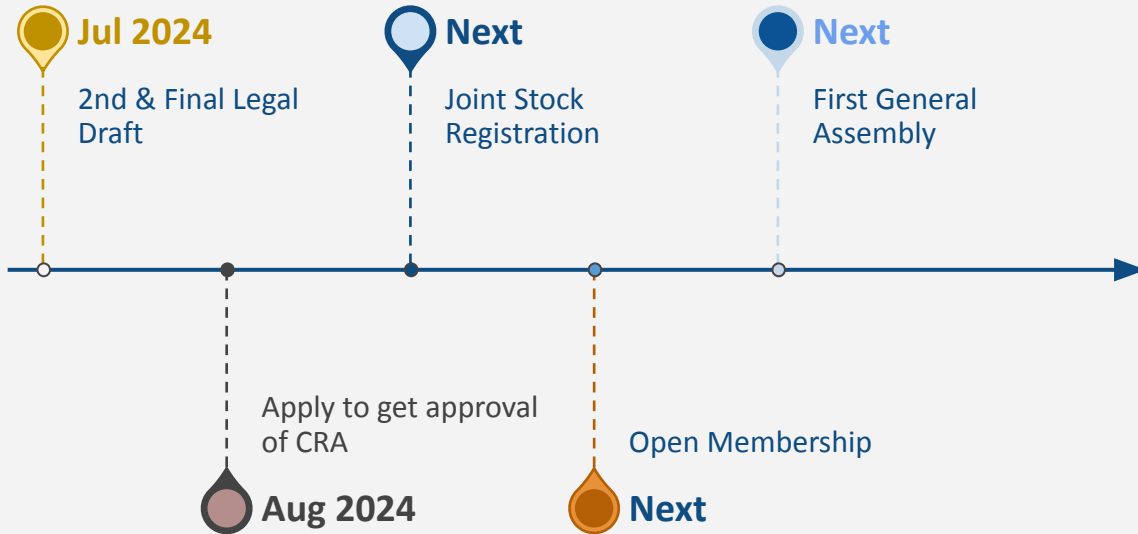 Jul 2024
2nd & Final Legal
Draft
Apply to get approval
of CRA
Aug 2024
Next
Joint Stock
Registration
Open Membership
Next
Next
First General
Assembly